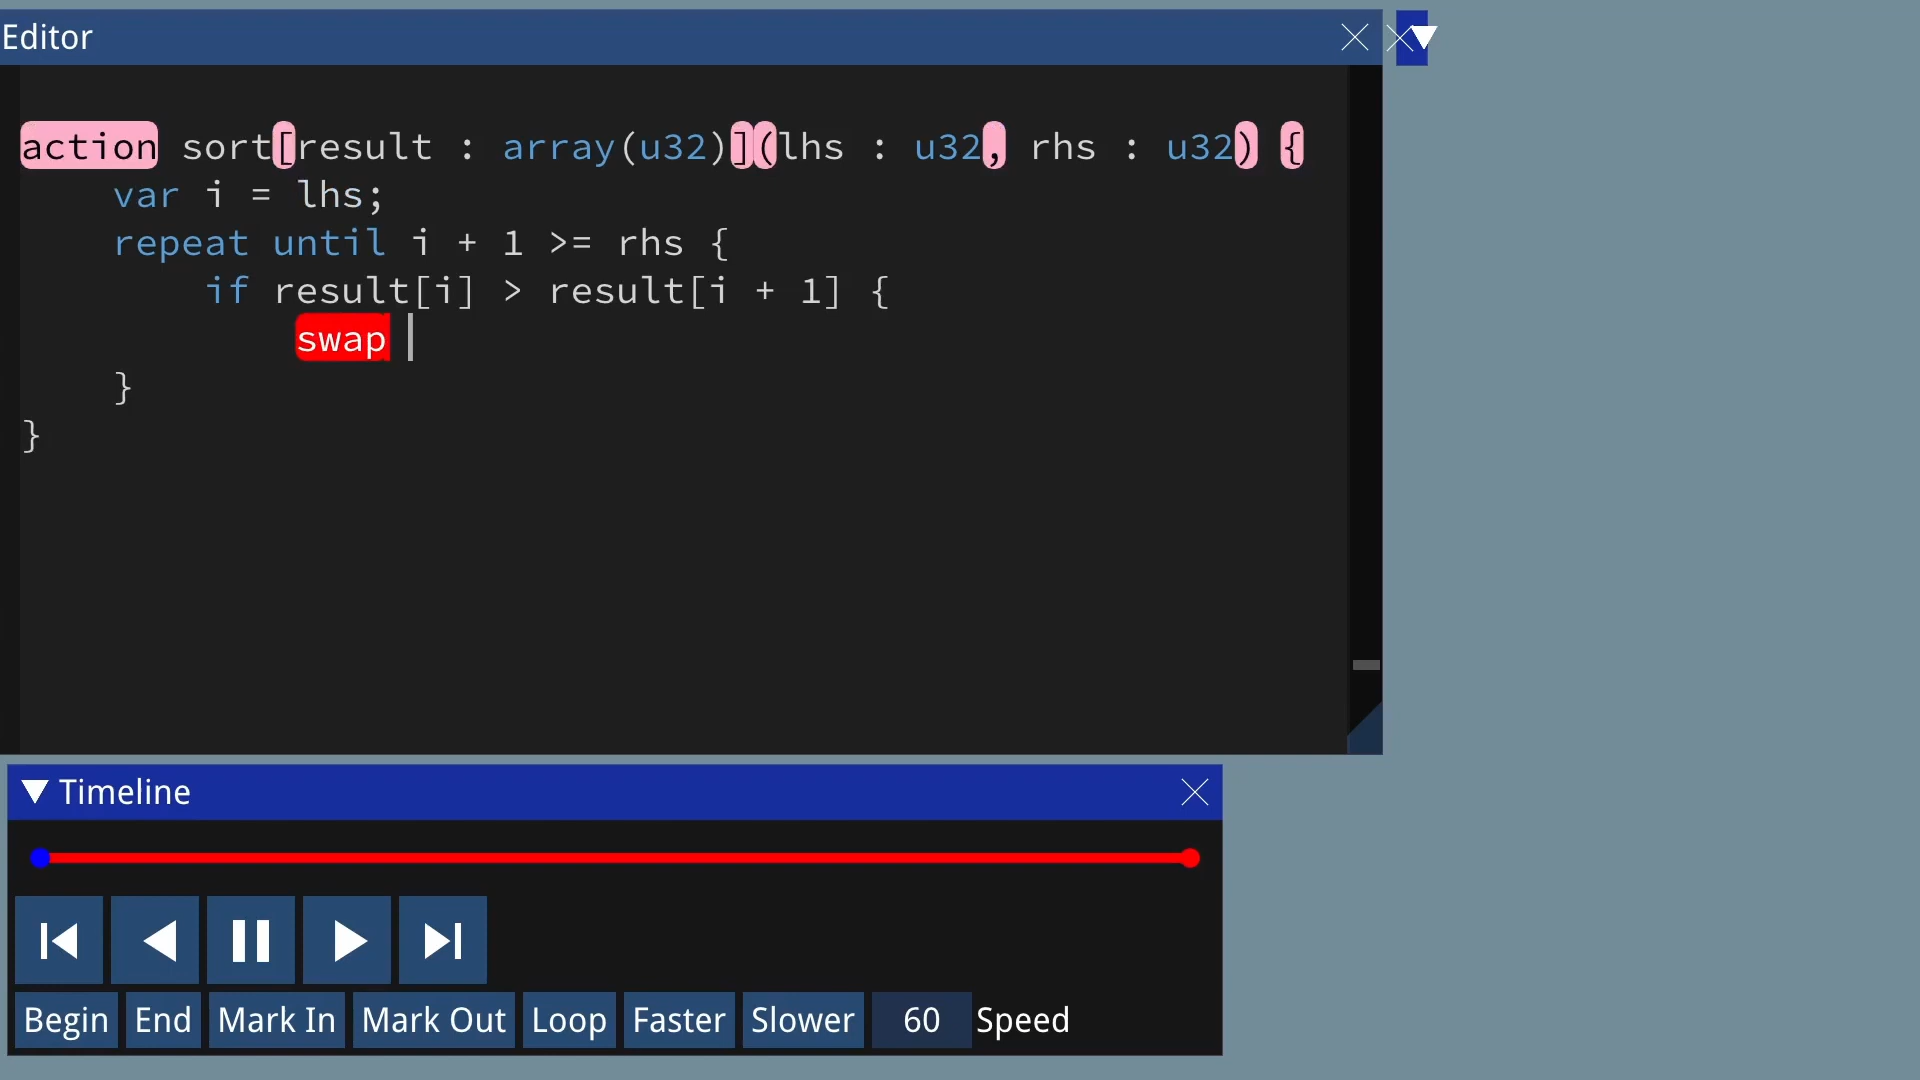 Editor
action sort[result : array(u32)](lhs : u32, rhs : u32) {
    var i = lhs;
    repeat until i + 1 >= rhs {
        if result[i] > result[i + 1] {
            swap
    }
}
Timeline
Begin End Mark In Mark Out Loop Faster Slower 60 Speed